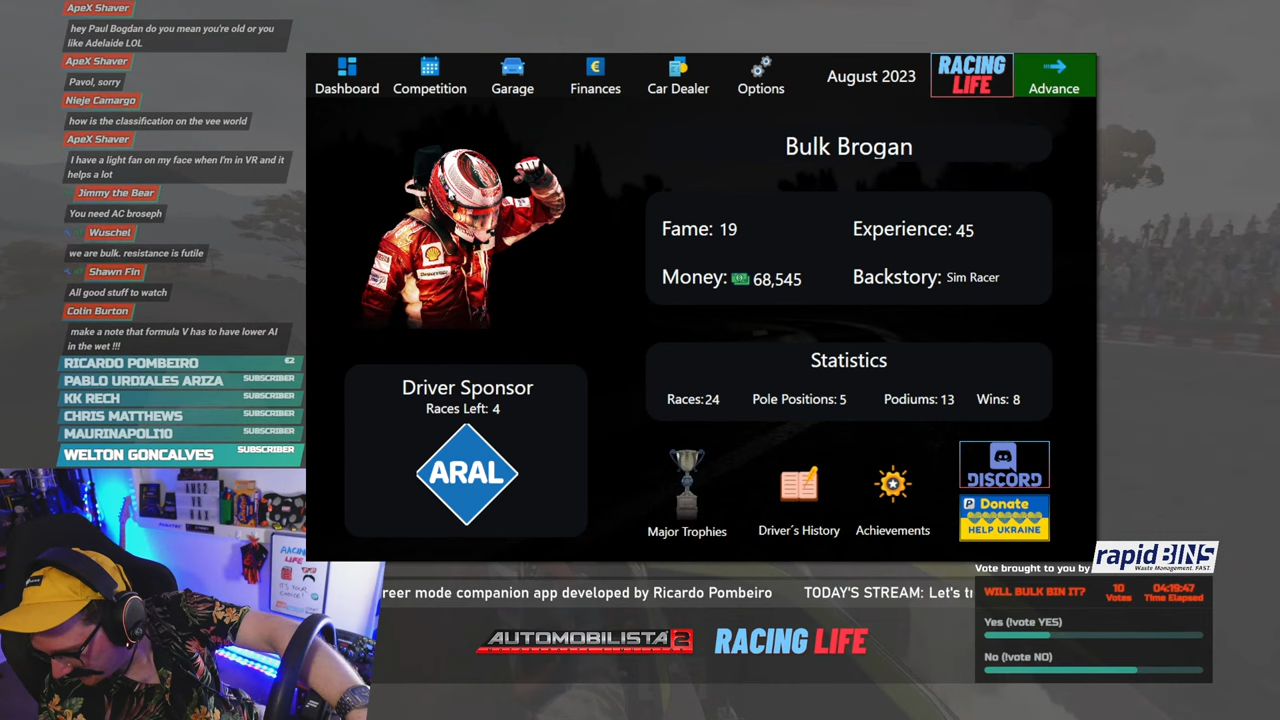 ApeX Shaver
hey Paul Bogdan do you mean you're old or you
like Adelaide LOL
ApeX Shaver
Pavol, sorry
Nieje Camargo
how is the classification on the vee world
ApeX Shaver
I have a light fan on my face when I'm in VR and it
helps a lot
Jimmy the Bear
You need AC broseph
Wuschel
we are bulk. resistance is futile
Shawn Fin
All good stuff to watch
Colin Burton
make a note that formula V has to have lower AI
in the wet !!!
RICARDO POMBEIRO €2
PABLO URDIALES ARIZA SUBSCRIBER
KK RECH SUBSCRIBER
CHRIS MATTHEWS SUBSCRIBER
MAURINAPOLI10 SUBSCRIBER
WELTON GONCALVES SUBSCRIBER
Dashboard
Competition
Garage
Finances
Car Dealer
Options
August 2023
RACING
LIFE
Advance
Bulk Brogan
Fame: 19
Experience: 45
Money: 68,545
Backstory: Sim Racer
Driver Sponsor
Races Left: 4
ARAL
Statistics
Races: 24
Pole Positions: 5
Podiums: 13
Wins: 8
Major Trophies
Driver´s History
Achievements
DISCORD
Donate
HELP UKRAINE
Vote brought to you by
rapid BINS
Waste Management. FAST.
WILL BULK BIN IT?
10
Votes
04:19:47
Time Elapsed
Yes (!vote YES)
No (!vote NO)
reer mode companion app developed by Ricardo Pombeiro
TODAY'S STREAM: Let's t
AUTOMOBILISTA 2
RACING LIFE